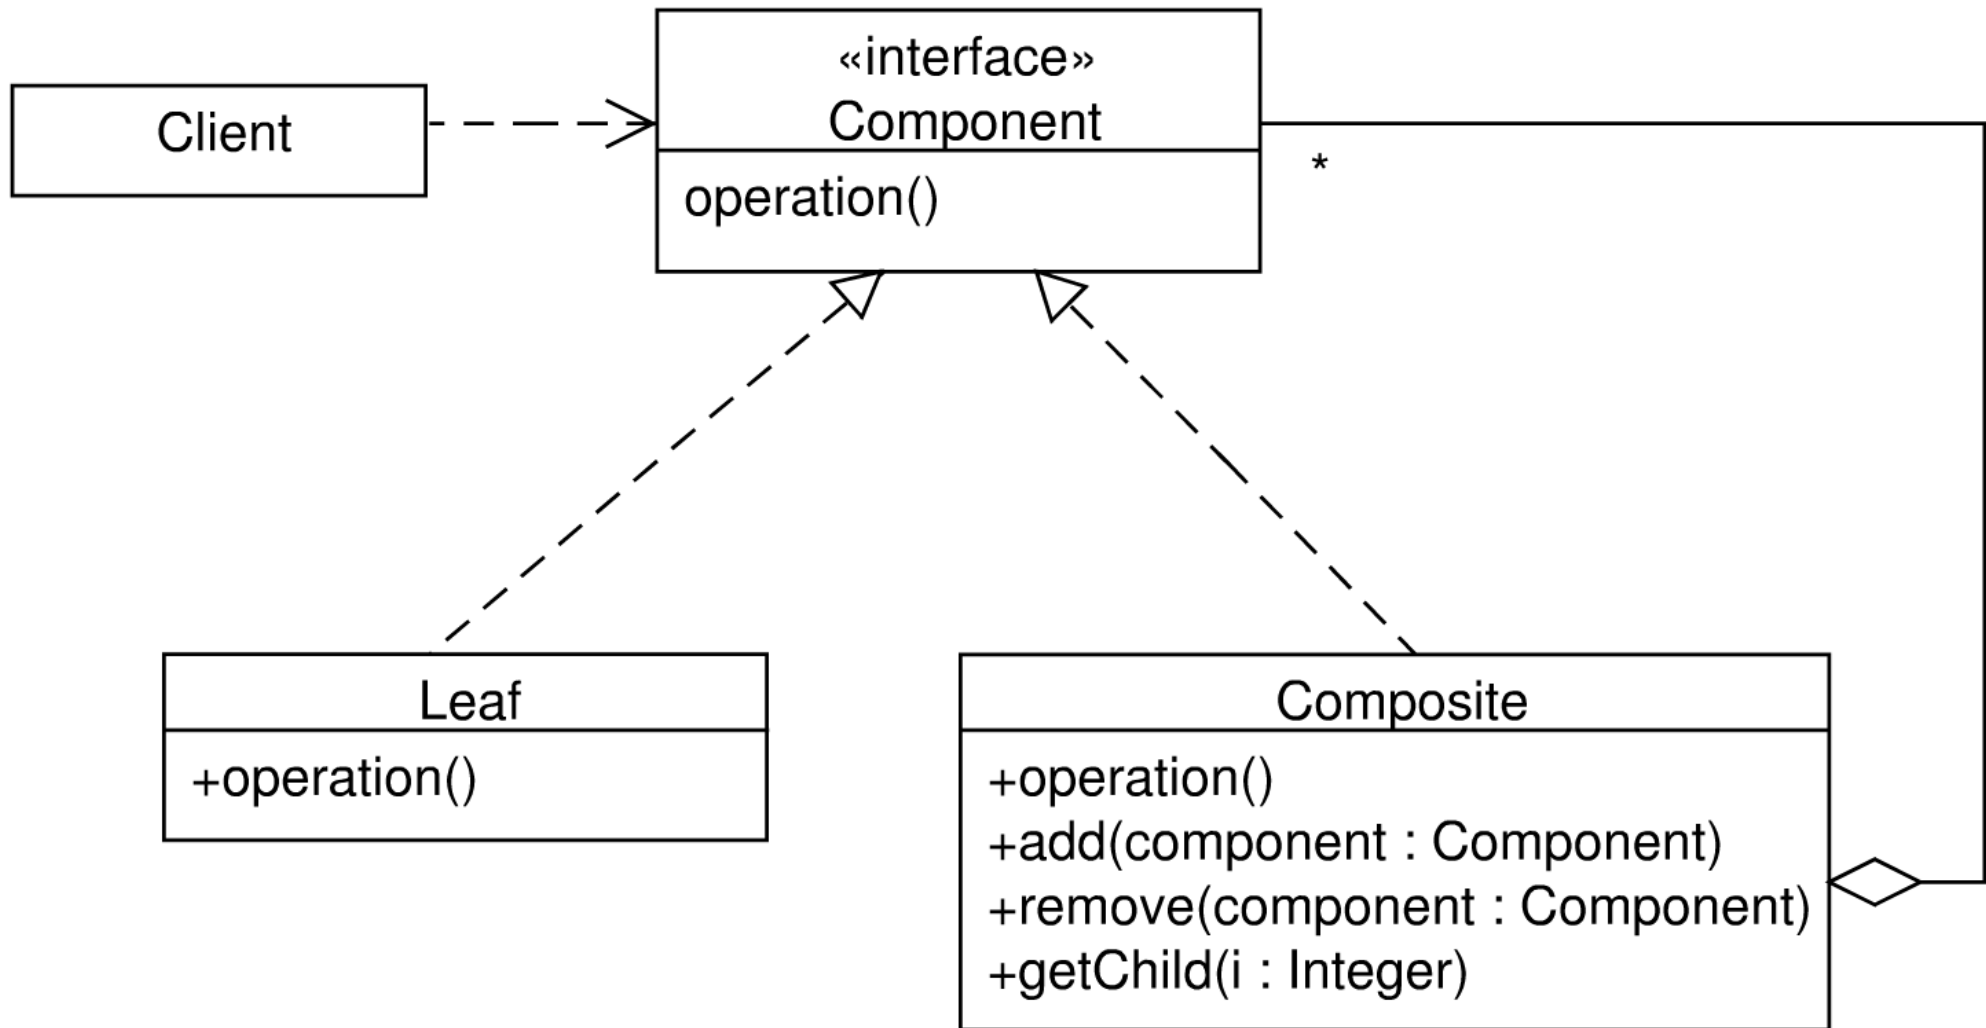 «interface»
Component
operation()
Client
*
Leaf
+operation()
Composite
+operation()
+add(component : Component)
+remove(component : Component)
+getChild(i : Integer)